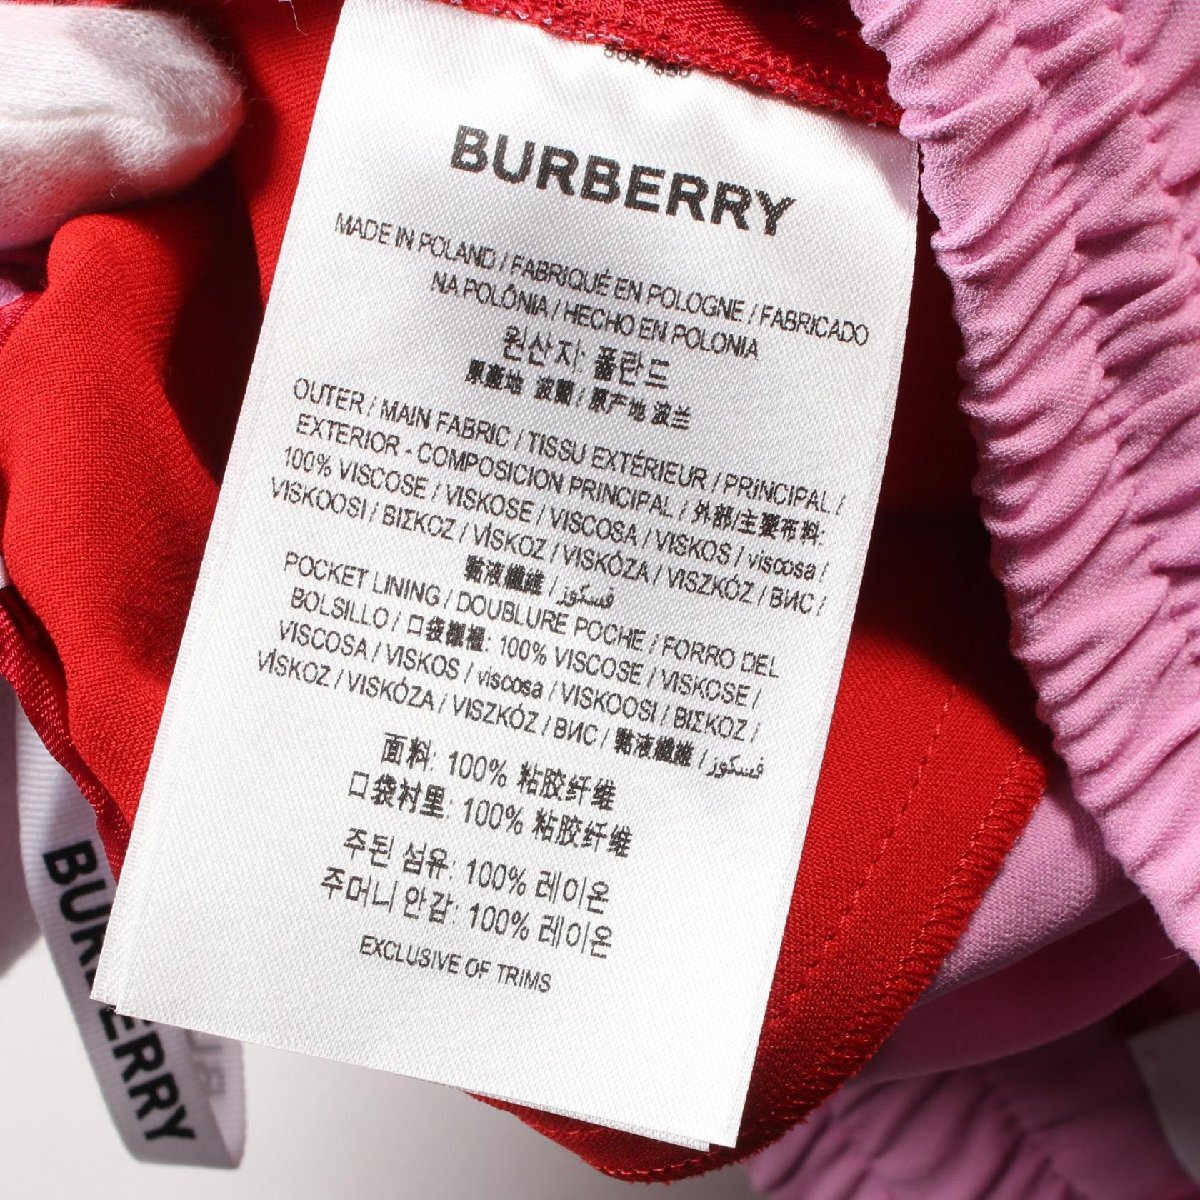 BURBERRY
MADE IN POLAND / FABRIQUÉ EN POLOGNE / FABRICADO
NA POLÔNIA / HECHO EN POLONIA
원산지: 폴란드
原產地 波蘭 / 原产地 波兰
OUTER / MAIN FABRIC / TISSU EXTÉRIEUR / PRINCIPAL /
EXTERIOR - COMPOSICION PRINCIPAL / 外部/主要布料:
100% VISCOSE / VISKOSE / VISCOSA / VISKOS / viscosa /
VISKOOSI / ΒΙΣΚΟΖ / VİSKOZ / VISKÓZA / VISZKÓZ / ВИС /
黏液纖維 / فسكوز
POCKET LINING / DOUBLURE POCHE / FORRO DEL
BOLSILLO / 口袋襯裡: 100% VISCOSE / VISKOSE /
VISCOSA / VISKOS / viscosa / VISKOOSI / ΒΙΣΚΟΖ /
VİSKOZ / VISKÓZA / VISZKÓZ / ВИС / 黏液纖維 / فسكوز
面料: 100% 粘胶纤维
口袋衬里: 100% 粘胶纤维
주된 섬유: 100% 레이온
주머니 안감: 100% 레이온
EXCLUSIVE OF TRIMS
BURBERRY